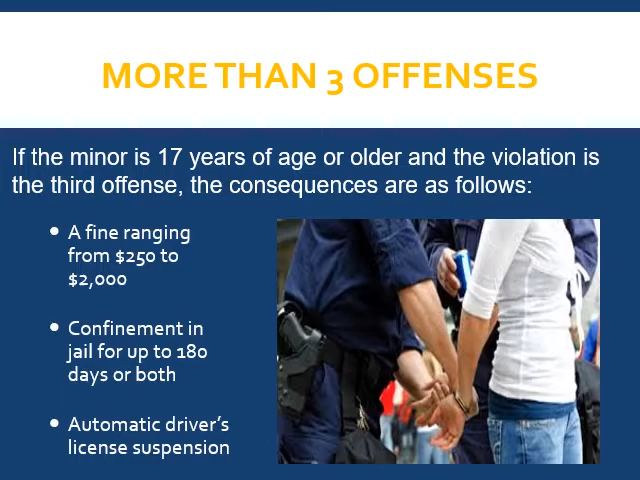 MORE THAN 3 OFFENSES
If the minor is 17 years of age or older and the violation is
the third offense, the consequences are as follows:
• A fine ranging
from $250 to
$2,000
• Confinement in
jail for up to 180
days or both
• Automatic driver's
license suspension